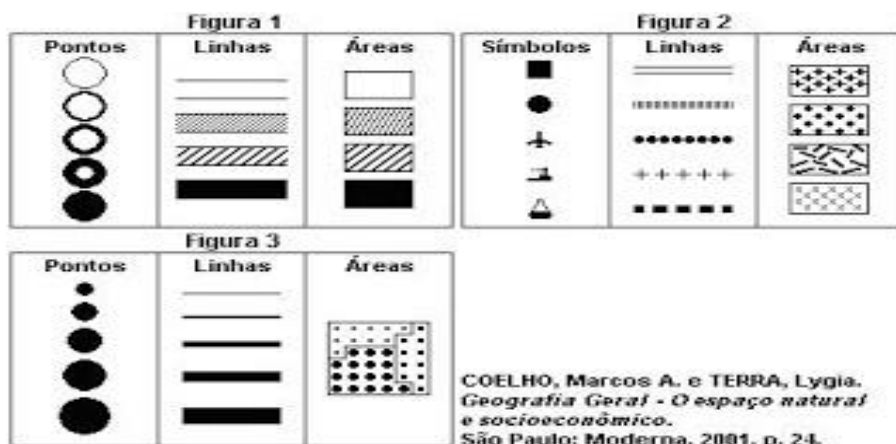 Figura 1
Pontos Linhas Áreas
Figura 2
Símbolos Linhas Áreas
Figura 3
Pontos Linhas Áreas
COELHO, Marcos A. e TERRA, Lygia.
Geografia Geral - O espaço natural
e socioeconômico.
São Paulo: Moderna, 2001, p. 24.